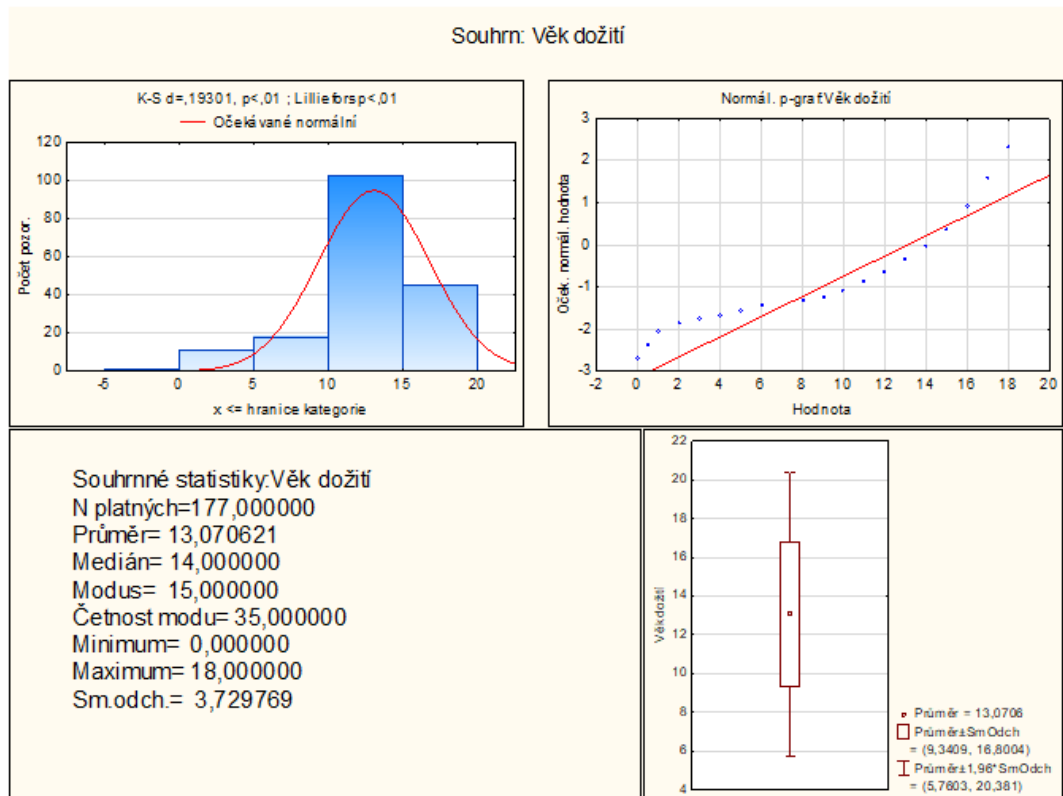 Souhrn: Věk dožití
K-S d=,19301, p<,01 ; Lilliefors p<,01
Očekávané normální
120
100
80
60
40
20
0
Počet pozor.
-5 0 5 10 15 20
x <= hranice kategorie
Normál. p-graf:Věk dožití
3
2
1
0
-1
-2
-3
Oček. normál. hodnota
-2 0 2 4 6 8 10 12 14 16 18 20
Hodnota
Souhrnné statistiky:Věk dožití
N platných=177,000000
Průměr= 13,070621
Medián= 14,000000
Modus= 15,000000
Četnost modu= 35,000000
Minimum= 0,000000
Maximum= 18,000000
Sm.odch.= 3,729769
22
20
18
16
14
12
10
8
6
4
Věk dožití
Průměr = 13,0706
Průměr±SmOdch
= (9,3409, 16,8004)
Průměr±1,96*SmOdch
= (5,7603, 20,381)